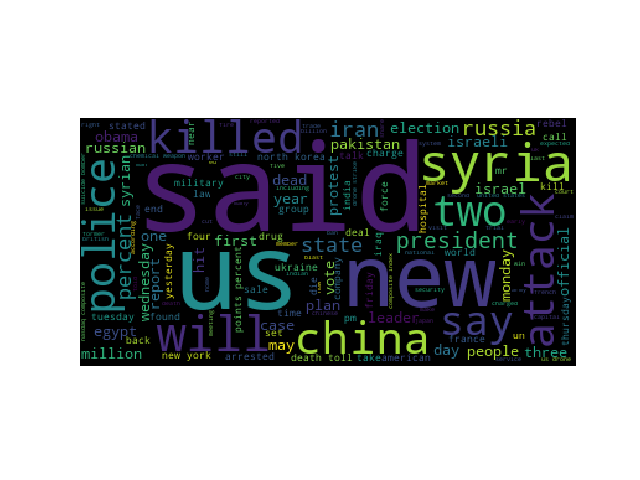 said
us
new
syria
china
killed
police
will
attack
two
say
president
russia
iran
state
percent
israeli
election
pakistan
obama
russian
syrian
worker
north korea
talk
charge
stated
near
rebel
call
mr
kill
israel
military
law
dead
year
group
protest
india
force
hospital
end
one
four
first
drug
hit
report
yesterday
wednesday
tuesday
found
egypt
back
million
new york
arrested
sale
ukraine
points percent
time
case
set
may
death toll
die
plan
company
vote
deal
iraq
friday
leader
pm
take
american
france
day
people
un
three
monday
official
thursday
world
win
security
city
including